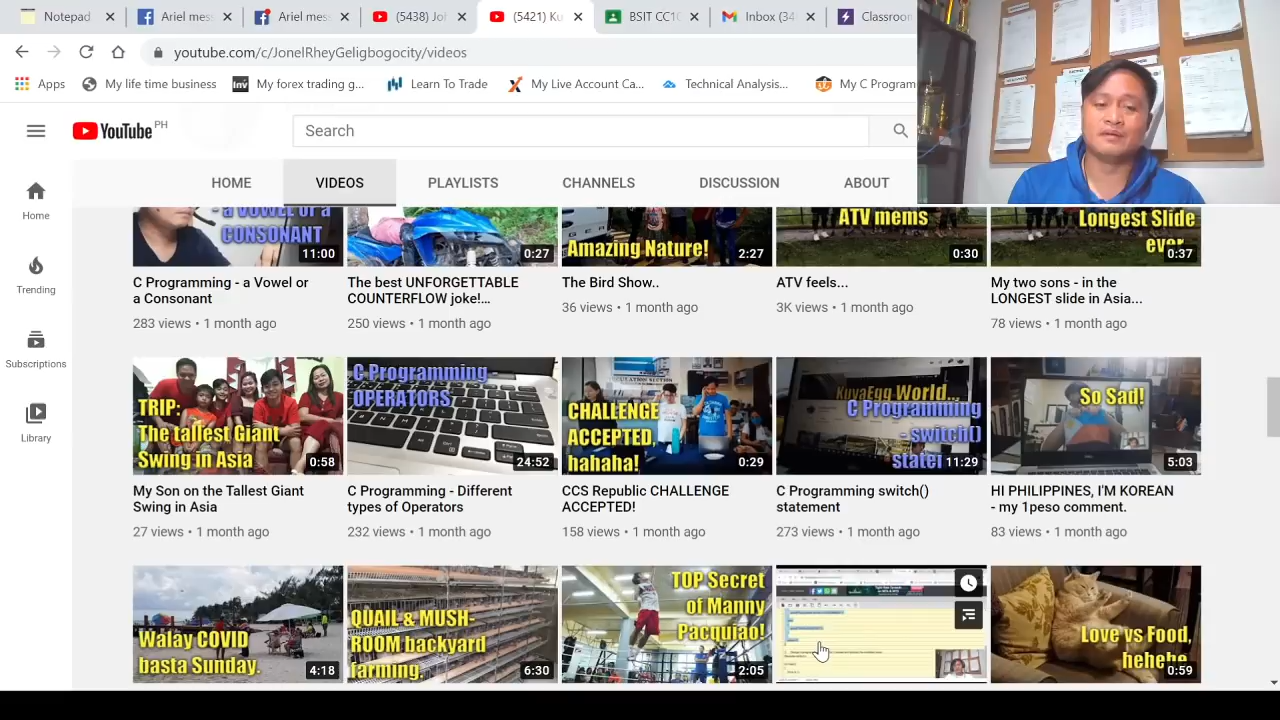 Notepad
Ariel mess
Ariel mess
(5438) Joh
(5421) Ku
BSIT CC10
Inbox (34
Classroom
youtube.com/c/JonelRheyGeligbogocity/videos
Apps
My life time business
My forex training g...
Learn To Trade
My Live Account Ca...
Technical Analysis...
My C Program
YouTube PH
Search
HOME
VIDEOS
PLAYLISTS
CHANNELS
DISCUSSION
ABOUT
Home
Trending
Subscriptions
Library
- a VOWEL or a
CONSONANT
11:00
0:27
Amazing Nature!
2:27
ATV mems
0:30
Longest Slide
ever
0:37
C Programming - a Vowel or
a Consonant
283 views • 1 month ago
The best UNFORGETTABLE
COUNTERFLOW joke!...
250 views • 1 month ago
The Bird Show..
36 views • 1 month ago
ATV feels...
3K views • 1 month ago
My two sons - in the
LONGEST slide in Asia...
78 views • 1 month ago
TRIP:
The tallest Giant
Swing in Asia
0:58
C Programming -
OPERATORS
24:52
CHALLENGE
ACCEPTED,
hahaha!
0:29
KuyaEgg World...
C Programming
- switch()
statei
11:29
So Sad!
5:03
My Son on the Tallest Giant
Swing in Asia
27 views • 1 month ago
C Programming - Different
types of Operators
232 views • 1 month ago
CCS Republic CHALLENGE
ACCEPTED!
158 views • 1 month ago
C Programming switch()
statement
273 views • 1 month ago
HI PHILIPPINES, I'M KOREAN
- my 1peso comment.
83 views • 1 month ago
Walay COVID
basta Sunday.
4:18
QUAIL & MUSH-
ROOM backyard
farming.
6:30
TOP Secret
of Manny
Pacquiao!
2:05
Love vs Food,
hehehe
0:59